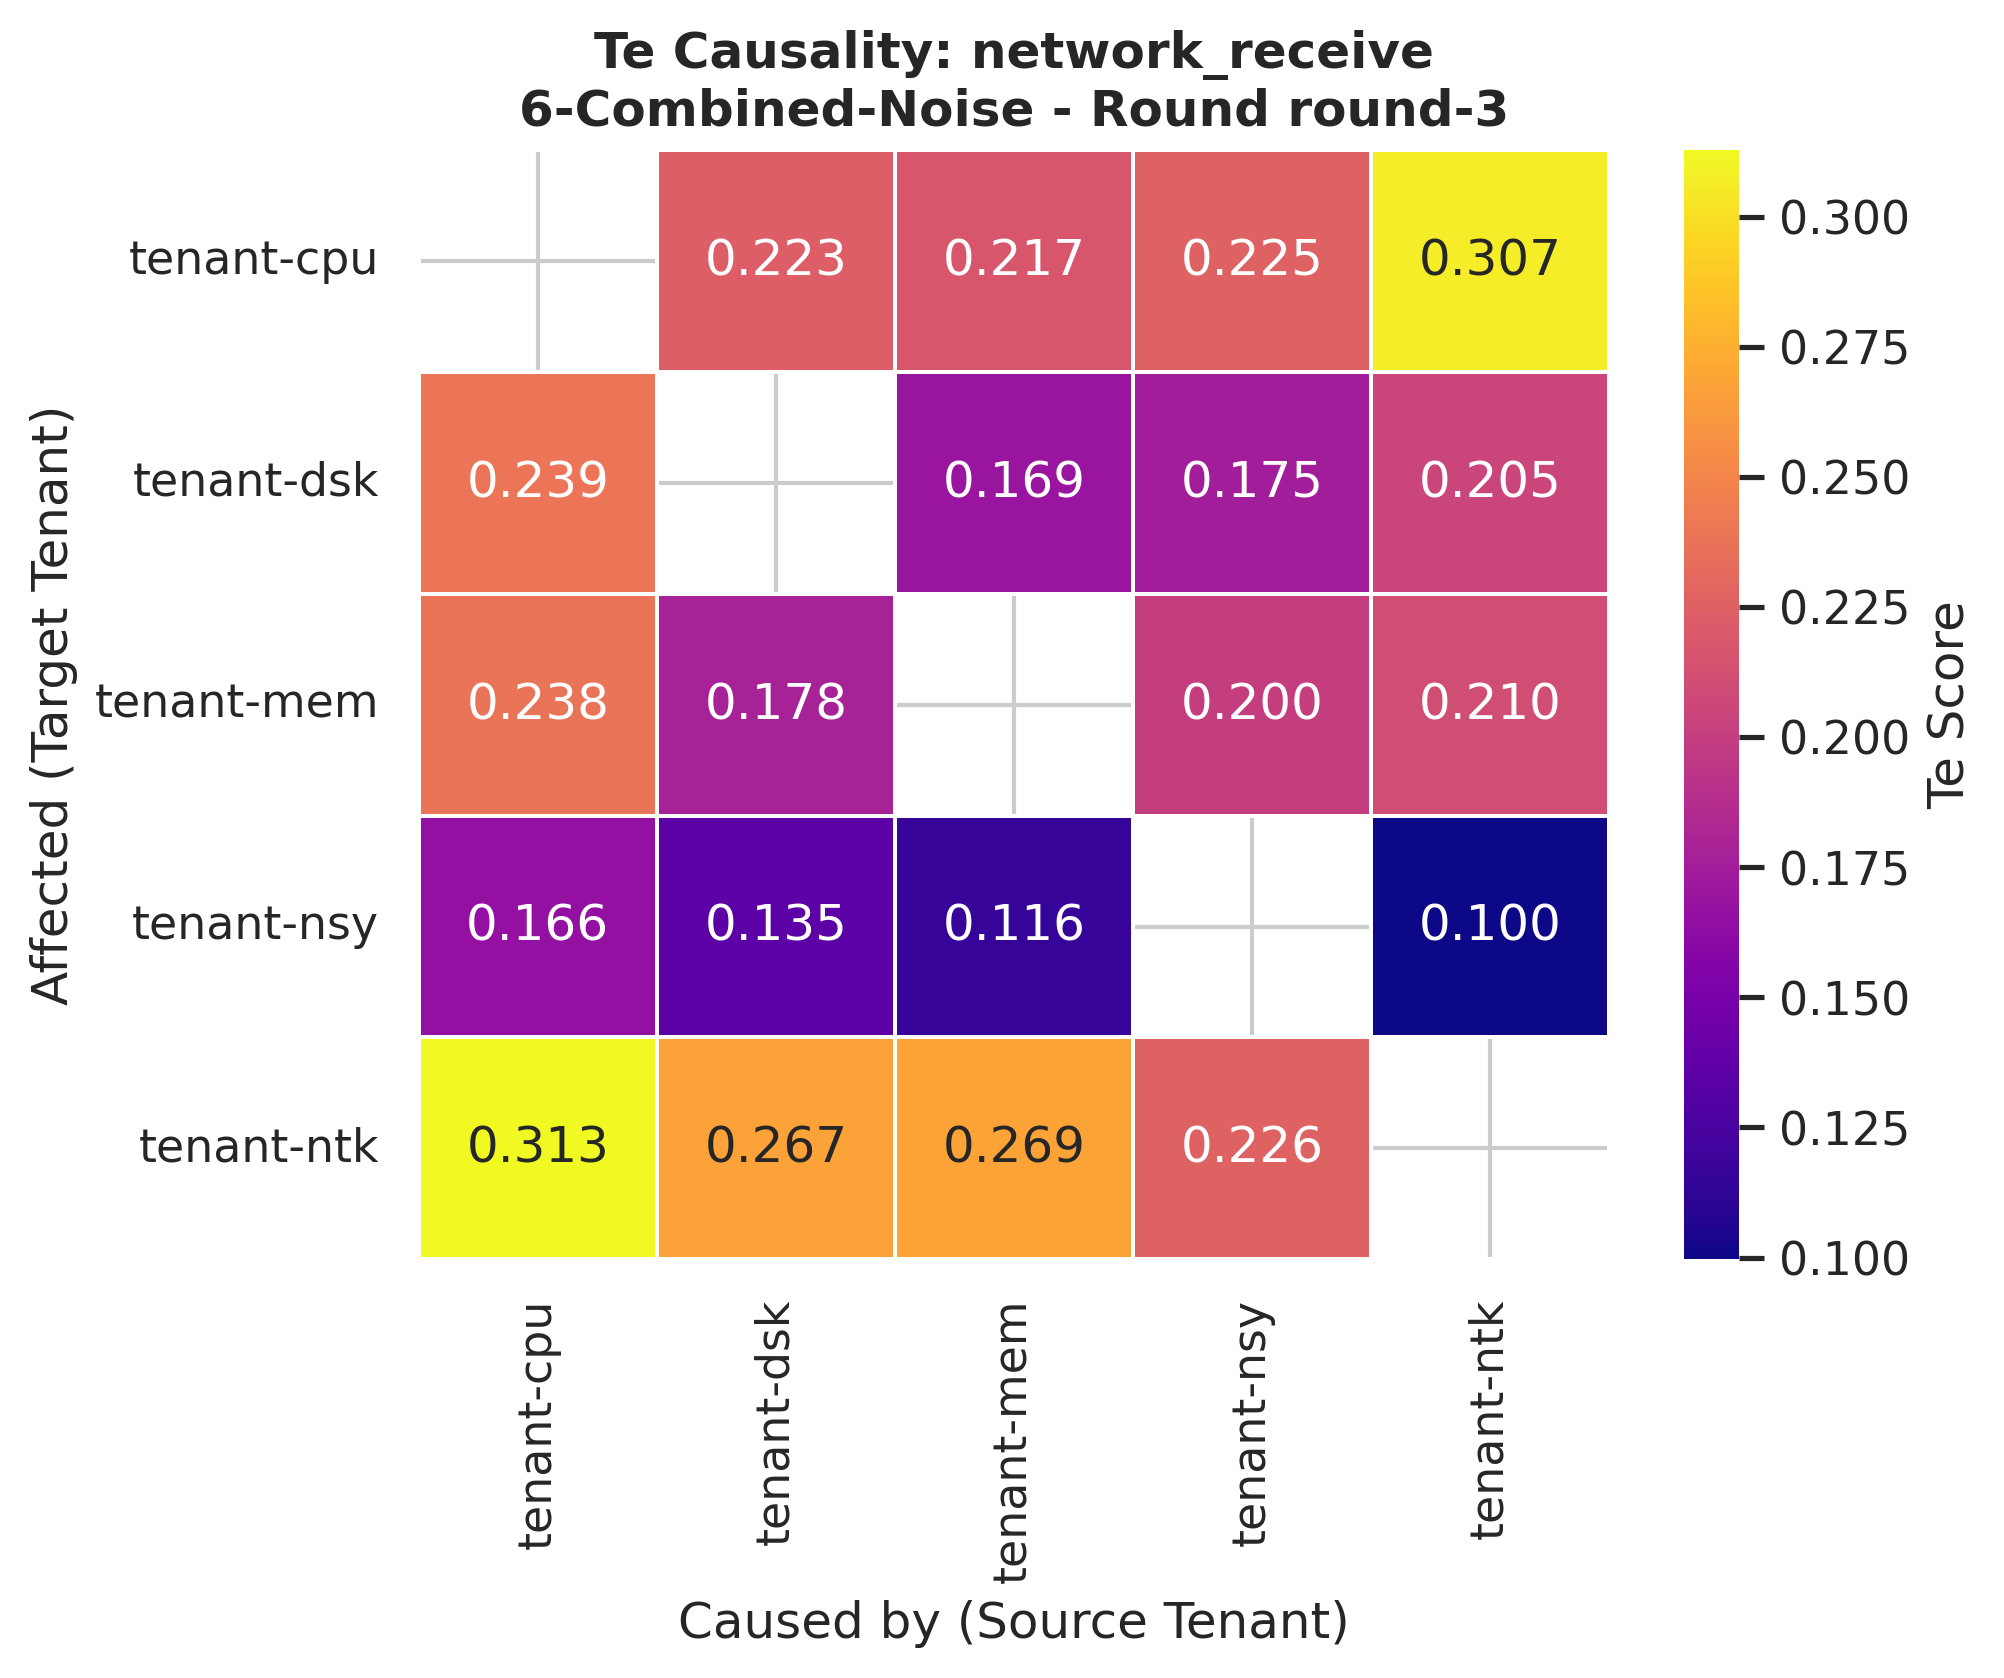 Te Causality: network_receive
6-Combined-Noise - Round round-3
Affected (Target Tenant)
tenant-cpu
0.223 0.217 0.225 0.307
tenant-dsk
0.239 0.169 0.175 0.205
tenant-mem
0.238 0.178 0.200 0.210
tenant-nsy
0.166 0.135 0.116 0.100
tenant-ntk
0.313 0.267 0.269 0.226
tenant-cpu
tenant-dsk
tenant-mem
tenant-nsy
tenant-ntk
Caused by (Source Tenant)
0.300
0.275
0.250
0.225
0.200
0.175
0.150
0.125
0.100
Te Score